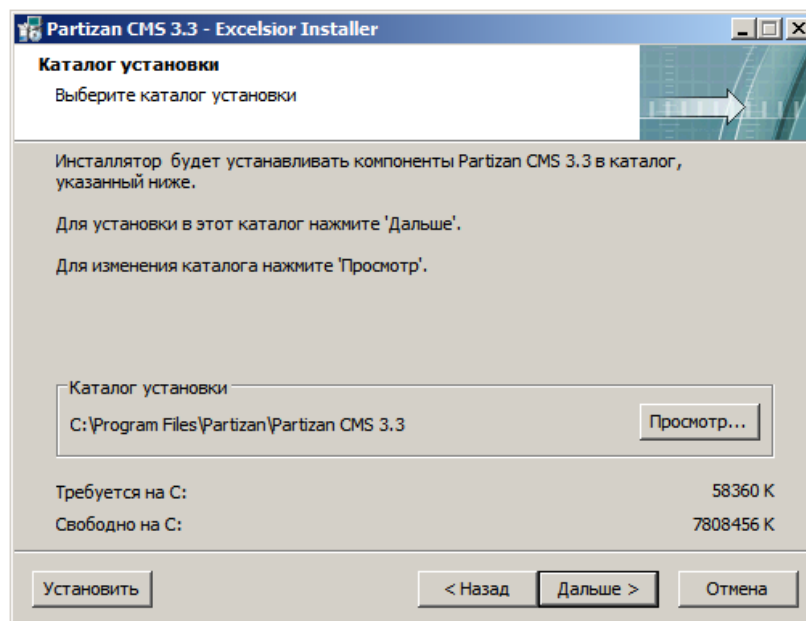 Partizan CMS 3.3 - Excelsior Installer
Каталог установки
Выберите каталог установки
Инсталлятор будет устанавливать компоненты Partizan CMS 3.3 в каталог,
указанный ниже.
Для установки в этот каталог нажмите 'Дальше'.
Для изменения каталога нажмите 'Просмотр'.
Каталог установки
C:\Program Files\Partizan\Partizan CMS 3.3 Просмотр...
Требуется на C: 58360 K
Свободно на C: 7808456 K
Установить < Назад Дальше > Отмена